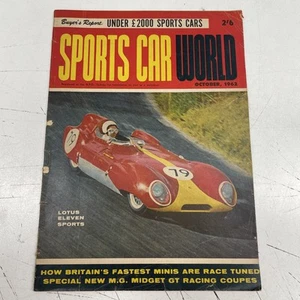 Buyer's Report: UNDER £2000 SPORTS CARS
2'6
SPORTS CAR WORLD
OCTOBER, 1962
79
LOTUS
ELEVEN
SPORTS
HOW BRITAIN'S FASTEST MINIS ARE RACE TUNED
SPECIAL NEW M.G. MIDGET GT RACING COUPES